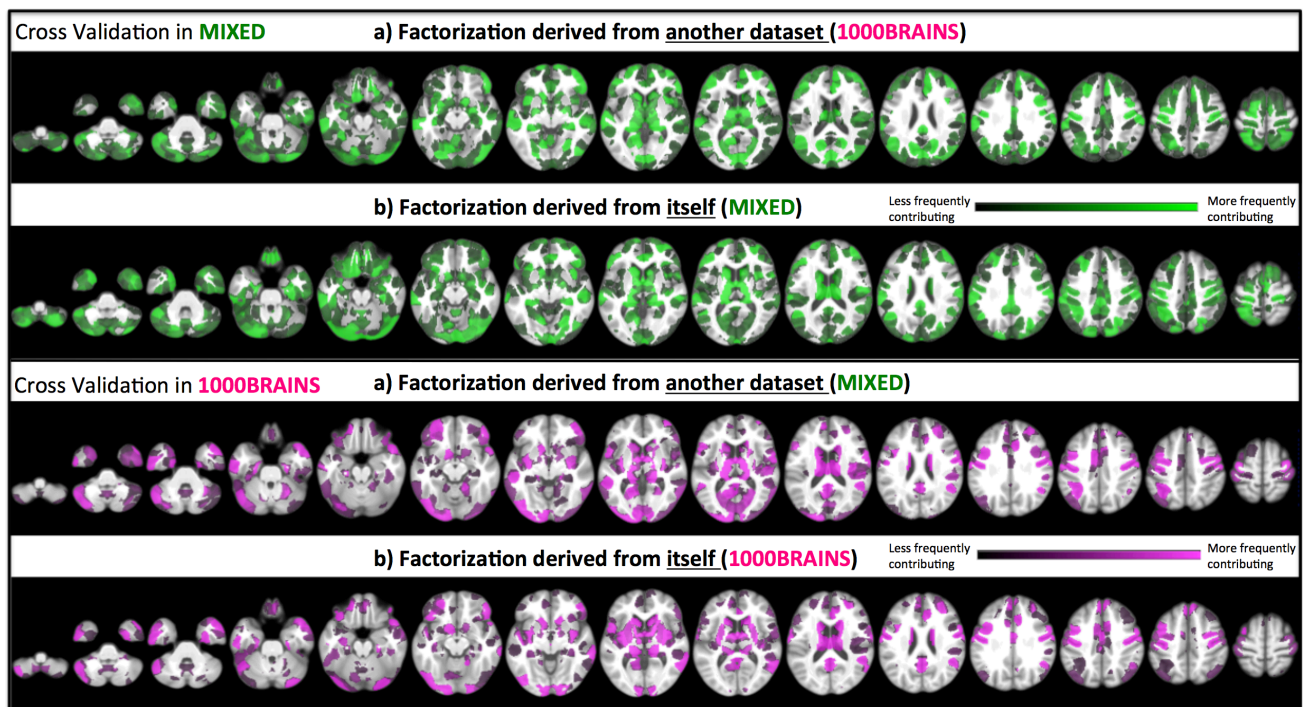 Cross Validation in MIXED
a) Factorization derived from another dataset (1000BRAINS)
b) Factorization derived from itself (MIXED)
Less frequently
contributing
More frequently
contributing
Cross Validation in 1000BRAINS
a) Factorization derived from another dataset (MIXED)
b) Factorization derived from itself (1000BRAINS)
Less frequently
contributing
More frequently
contributing